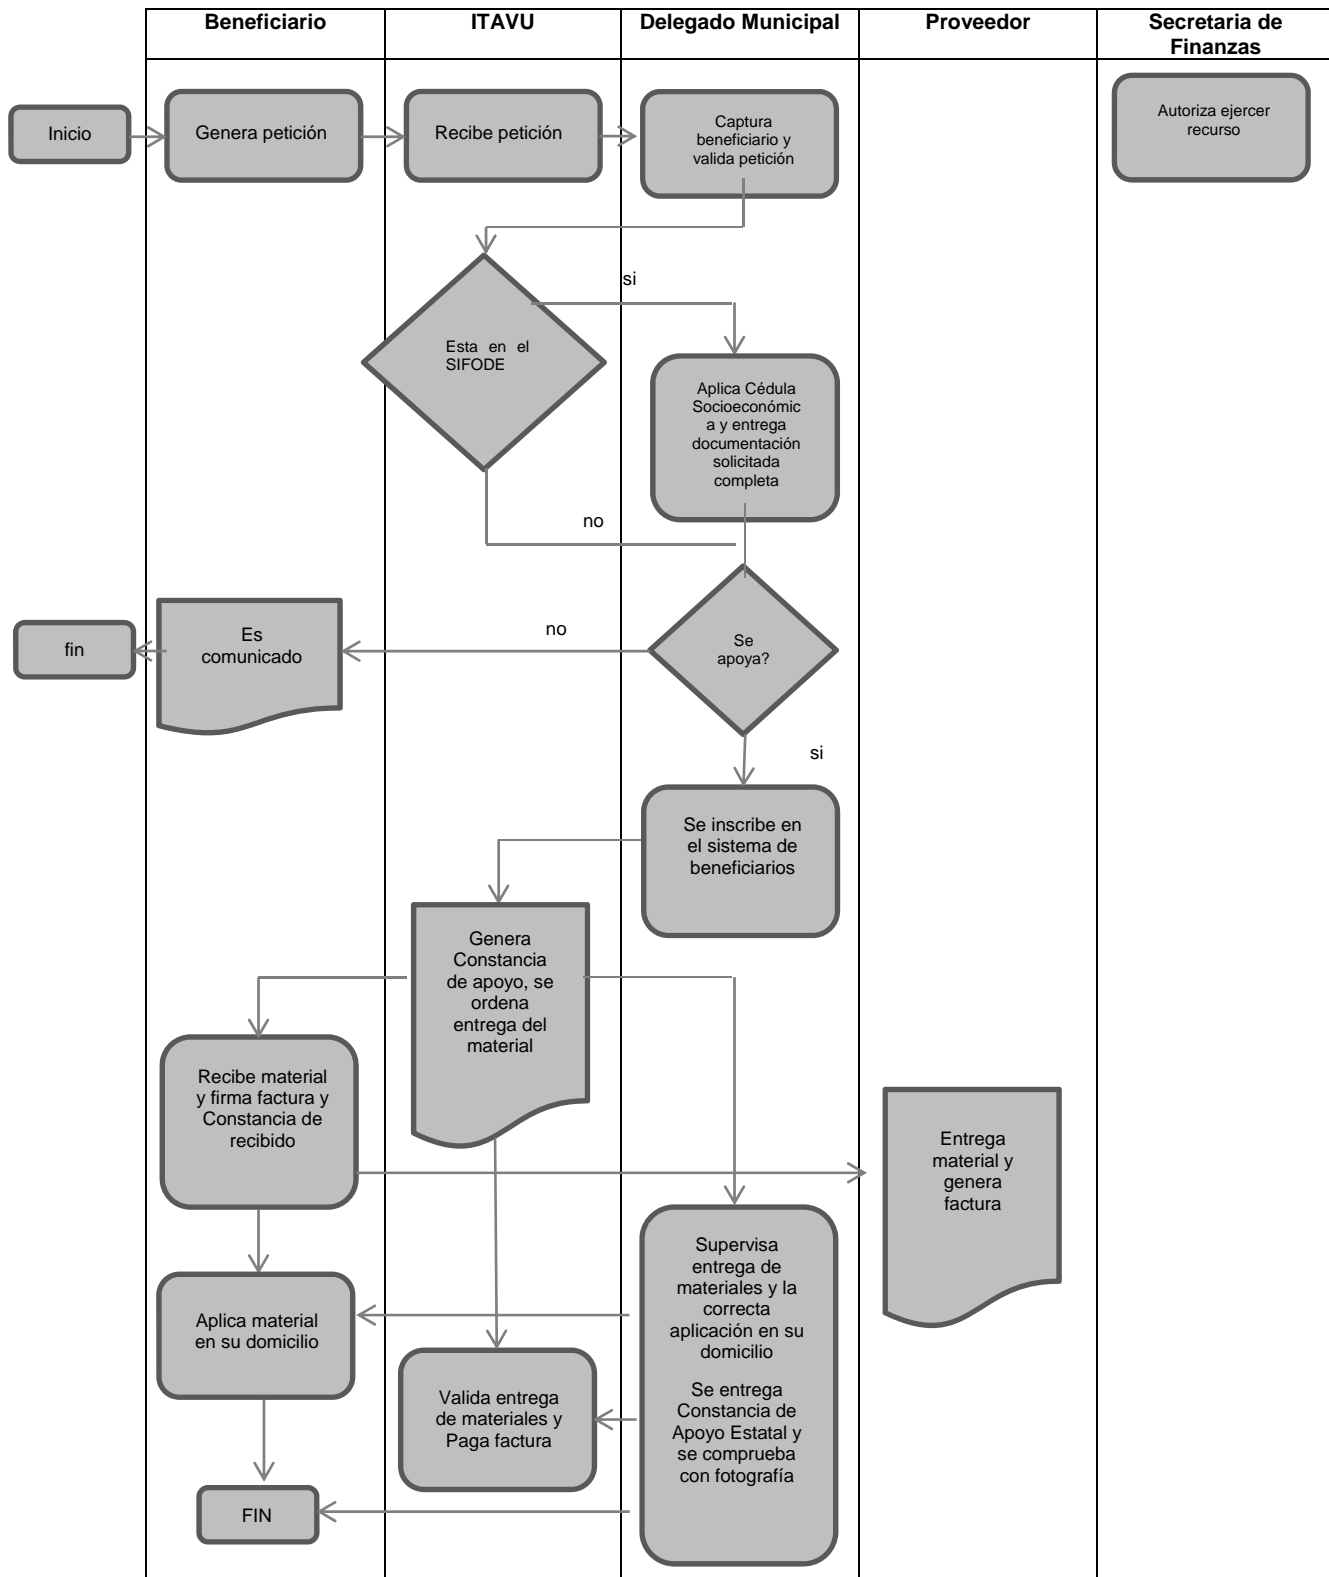 Beneficiario
ITAVU
Delegado Municipal
Proveedor
Secretaria de
Finanzas
Inicio
Genera petición
Recibe petición
Captura
beneficiario y
valida petición
Autoriza ejercer
recurso
si
Esta en el
SIFODE
Aplica Cédula
Socioeconómic
a y entrega
documentación
solicitada
completa
no
fin
Es
comunicado
no
Se
apoya?
si
Se inscribe en
el sistema de
beneficiarios
Genera
Constancia
de apoyo, se
ordena
entrega del
material
Recibe material
y firma factura y
Constancia de
recibido
Entrega
material y
genera
factura
Supervisa
entrega de
materiales y la
correcta
aplicación en su
domicilio
Se entrega
Constancia de
Apoyo Estatal y
se comprueba
con fotografía
Aplica material
en su domicilio
Valida entrega
de materiales y
Paga factura
FIN